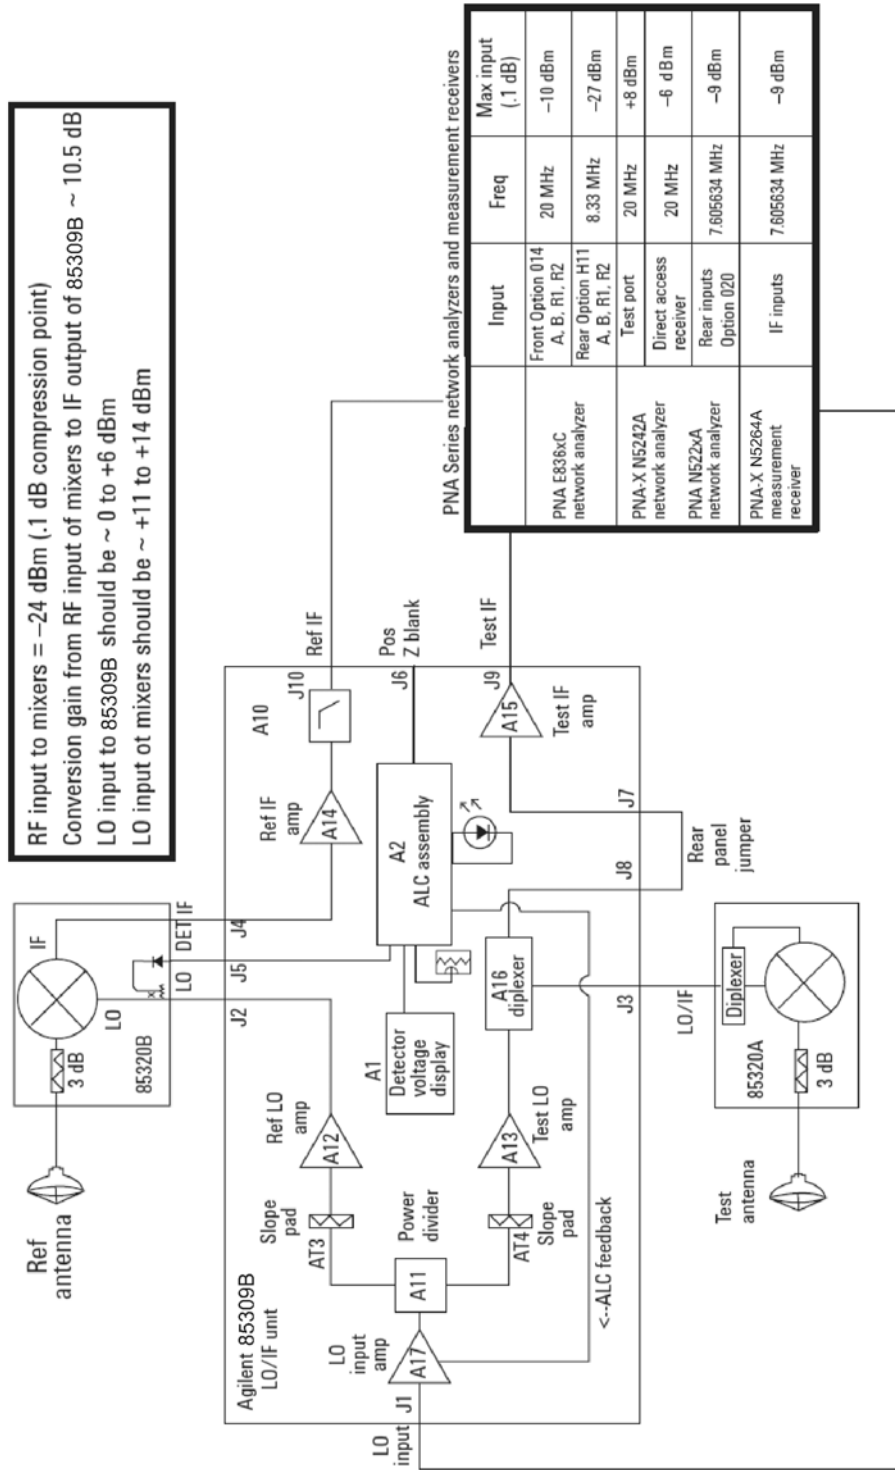 RF input to mixers = –24 dBm (.1 dB compression point)
Conversion gain from RF input of mixers to IF output of 85309B ~ 10.5 dB
LO input to 85309B should be ~ 0 to +6 dBm
LO input ot mixers should be ~ +11 to +14 dBm
Ref
antenna
3 dB
85320B
LO
IF
LO
DET IF
J2
J5
J4
Agilent 85309B
LO/IF unit
LO
input
J1
LO
input
amp
A17
A11
Power
divider
Slope
pad
AT3
Ref LO
amp
A12
A1
Detector
voltage
display
A2
ALC assembly
Ref IF
amp
A14
A10
J10
Ref IF
J6
Pos
Z blank
AT4
Slope
pad
A13
Test LO
amp
A16
diplexer
A15
Test IF
amp
J9
Test IF
<--ALC feedback
J3
J8
J7
Rear
panel
jumper
LO/IF
Test
antenna
85320A
3 dB
Diplexer
PNA Series network analyzers and measurement receivers
Input
Freq
Max input
(.1 dB)
PNA E836xC
network analyzer
Front Option 014
A, B, R1, R2
20 MHz
–10 dBm
Rear Option H11
A, B, R1, R2
8.33 MHz
–27 dBm
PNA-X N5242A
network analyzer
Test port
20 MHz
+8 dBm
Direct access
receiver
20 MHz
–6 dBm
PNA N522xA
network analyzer
Rear inputs
Option 020
7.605634 MHz
–9 dBm
PNA-X N5264A
measurement
receiver
IF inputs
7.605634 MHz
–9 dBm